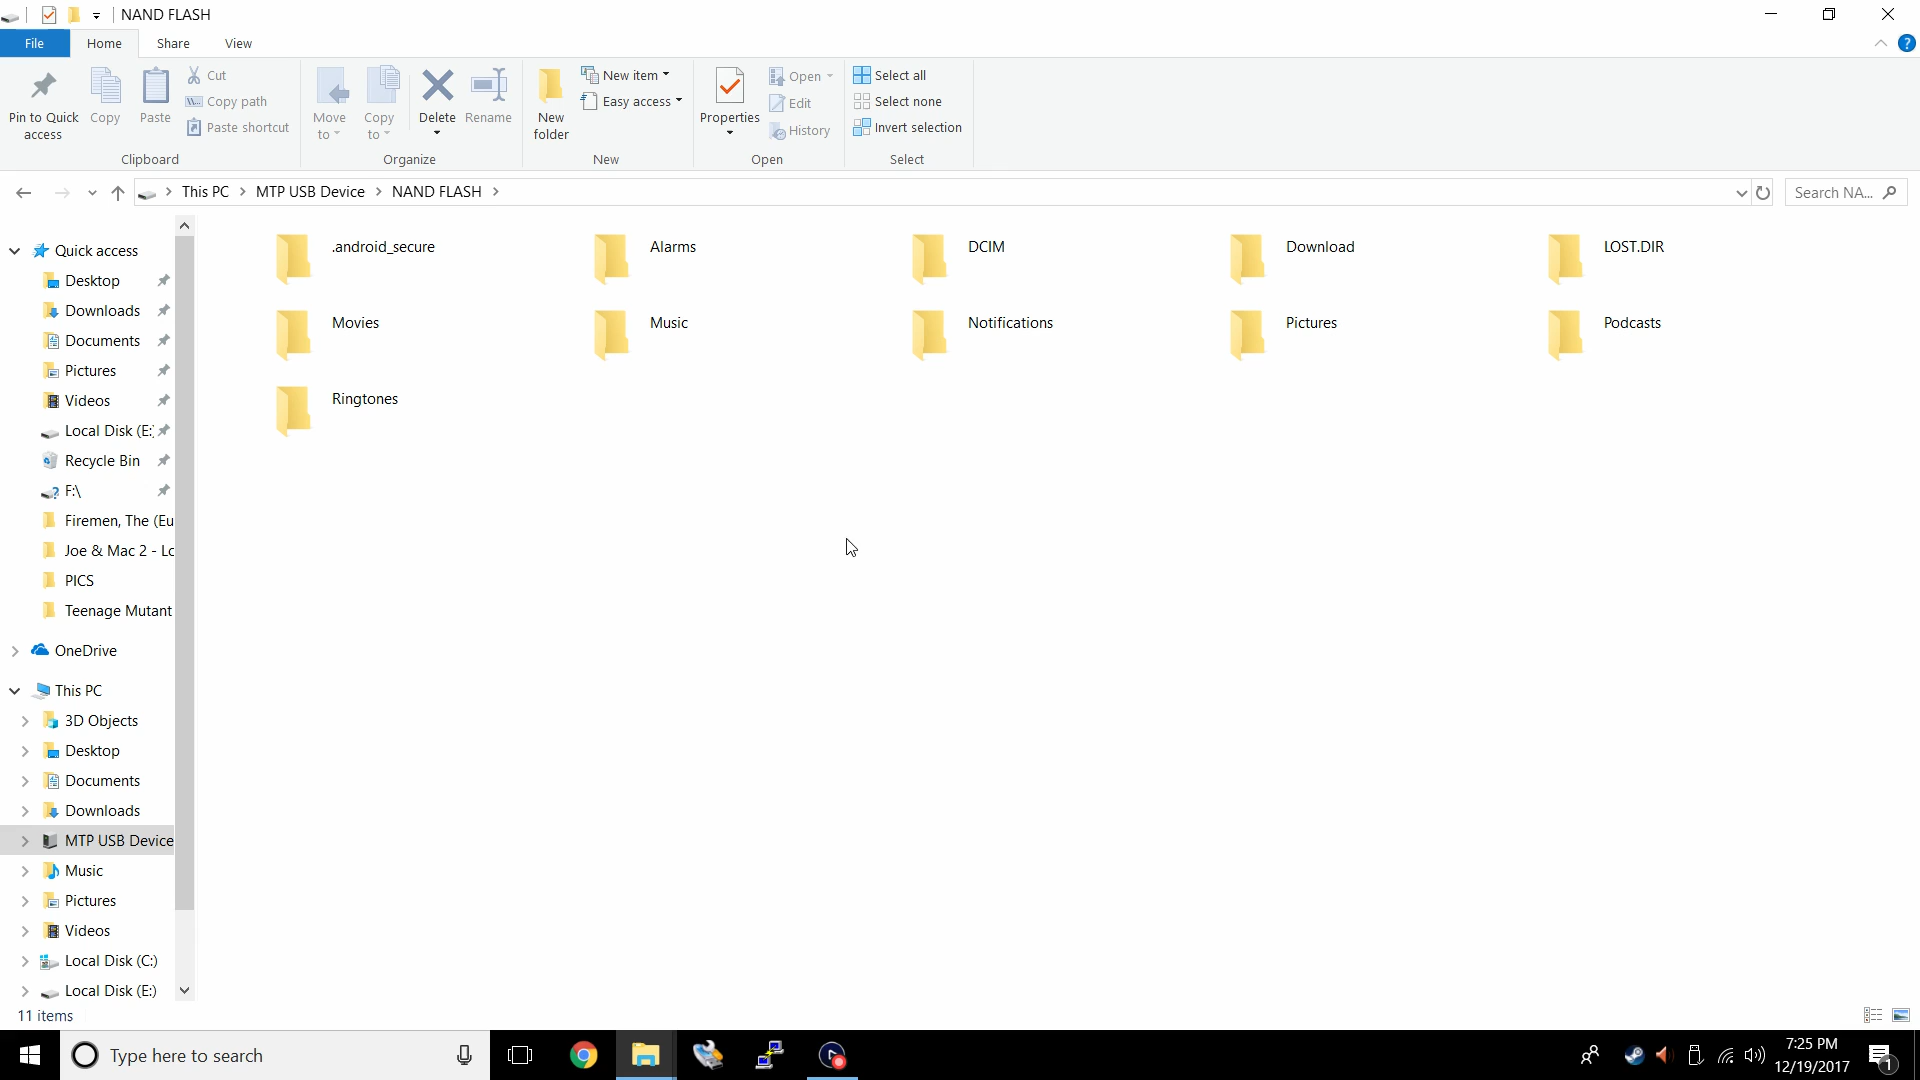 NAND FLASH
File Home Share View
Pin to Quick access
Copy
Paste
Cut
Copy path
Paste shortcut
Clipboard
Move to
Copy to
Delete
Rename
Organize
New folder
New item
Easy access
New
Properties
Open
Edit
History
Open
Select all
Select none
Invert selection
Select
This PC > MTP USB Device > NAND FLASH >
Search NA...
Quick access
Desktop
Downloads
Documents
Pictures
Videos
Local Disk (E:
Recycle Bin
F:\
Firemen, The (Eu
Joe & Mac 2 - Lo
PICS
Teenage Mutant
OneDrive
This PC
3D Objects
Desktop
Documents
Downloads
MTP USB Device
Music
Pictures
Videos
Local Disk (C:)
Local Disk (E:)
.android_secure
Alarms
DCIM
Download
LOST.DIR
Movies
Music
Notifications
Pictures
Podcasts
Ringtones
11 items
Type here to search
7:25 PM
12/19/2017
1